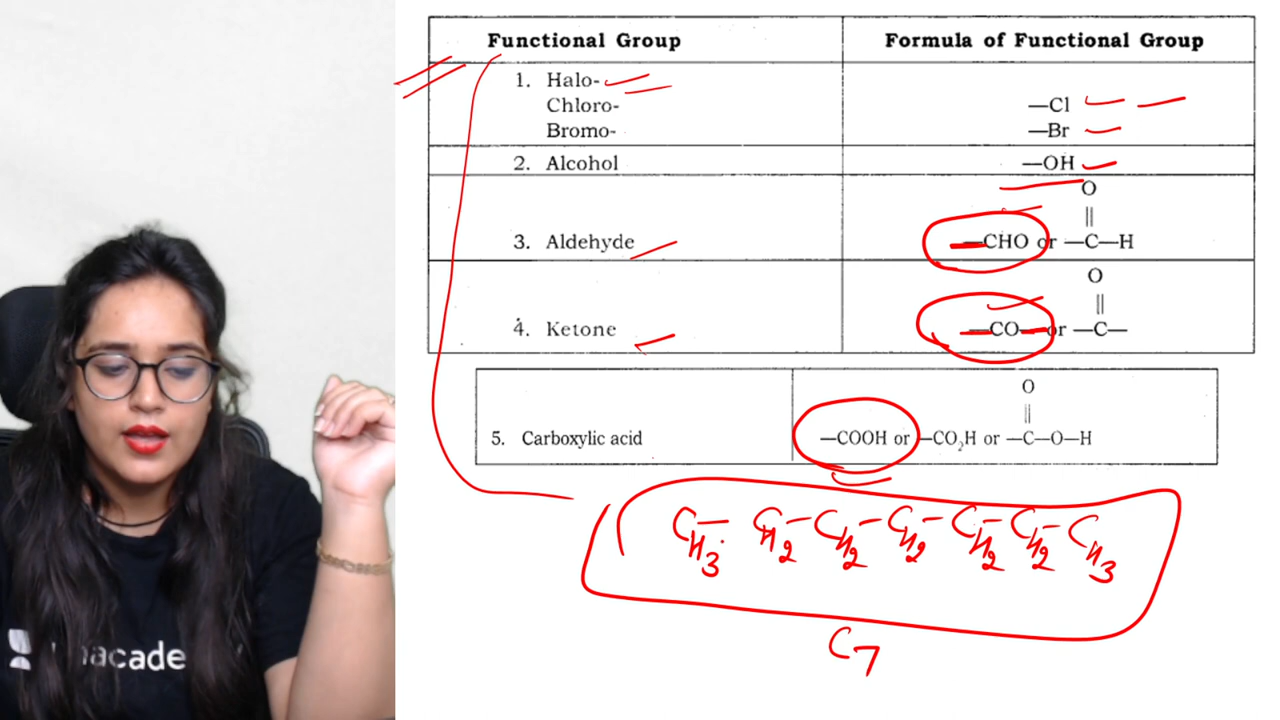 Functional Group Formula of Functional Group
1. Halo-
Chloro- —Cl
Bromo- —Br
2. Alcohol —OH
O
||
3. Aldehyde —CHO or —C—H
O
||
4. Ketone —CO— or —C—
O
||
5. Carboxylic acid —COOH or —CO₂H or —C—O—H
CH₃– CH₂– CH₂– CH₂– CH₂– CH₂– CH₃
C7